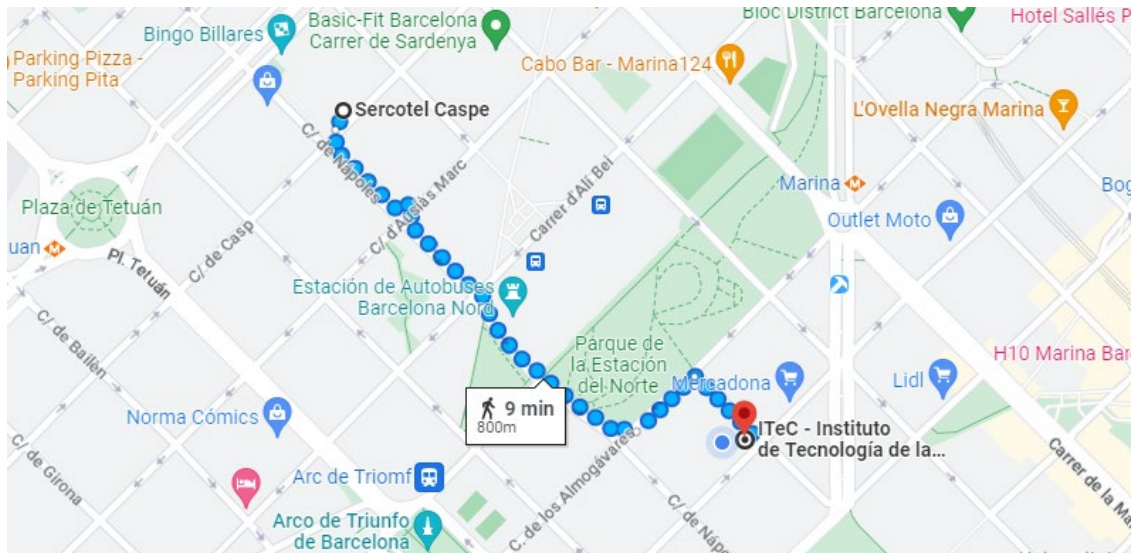 Basic-Fit Barcelona
Carrer de Sardenya
Bloc District Barcelona
Hotel Sallés P
Bingo Billares
Parking Pizza -
Parking Pita
Cabo Bar - Marina124
Sercotel Caspe
L'Ovella Negra Marina
C/ de Nápoles
C/ d'Ausiàs Marc
Carrer d'Alí Bei
Marina
Bog
Plaza de Tetuán
Outlet Moto
C/ de Casp
uan
Pl. Tetuán
Estación de Autobuses
Barcelona Nord
C/ de Bailèn
Parque de
la Estación
del Norte
Mercadona
H10 Marina Bar
Lidl
9 min
800m
Norma Cómics
ITeC - Instituto
de Tecnología de la...
C. de los Almogávares
C/ de Girona
Arc de Triomf
C/ de Náp
Carrer de la Ma
Arco de Triunfo
de Barcelona